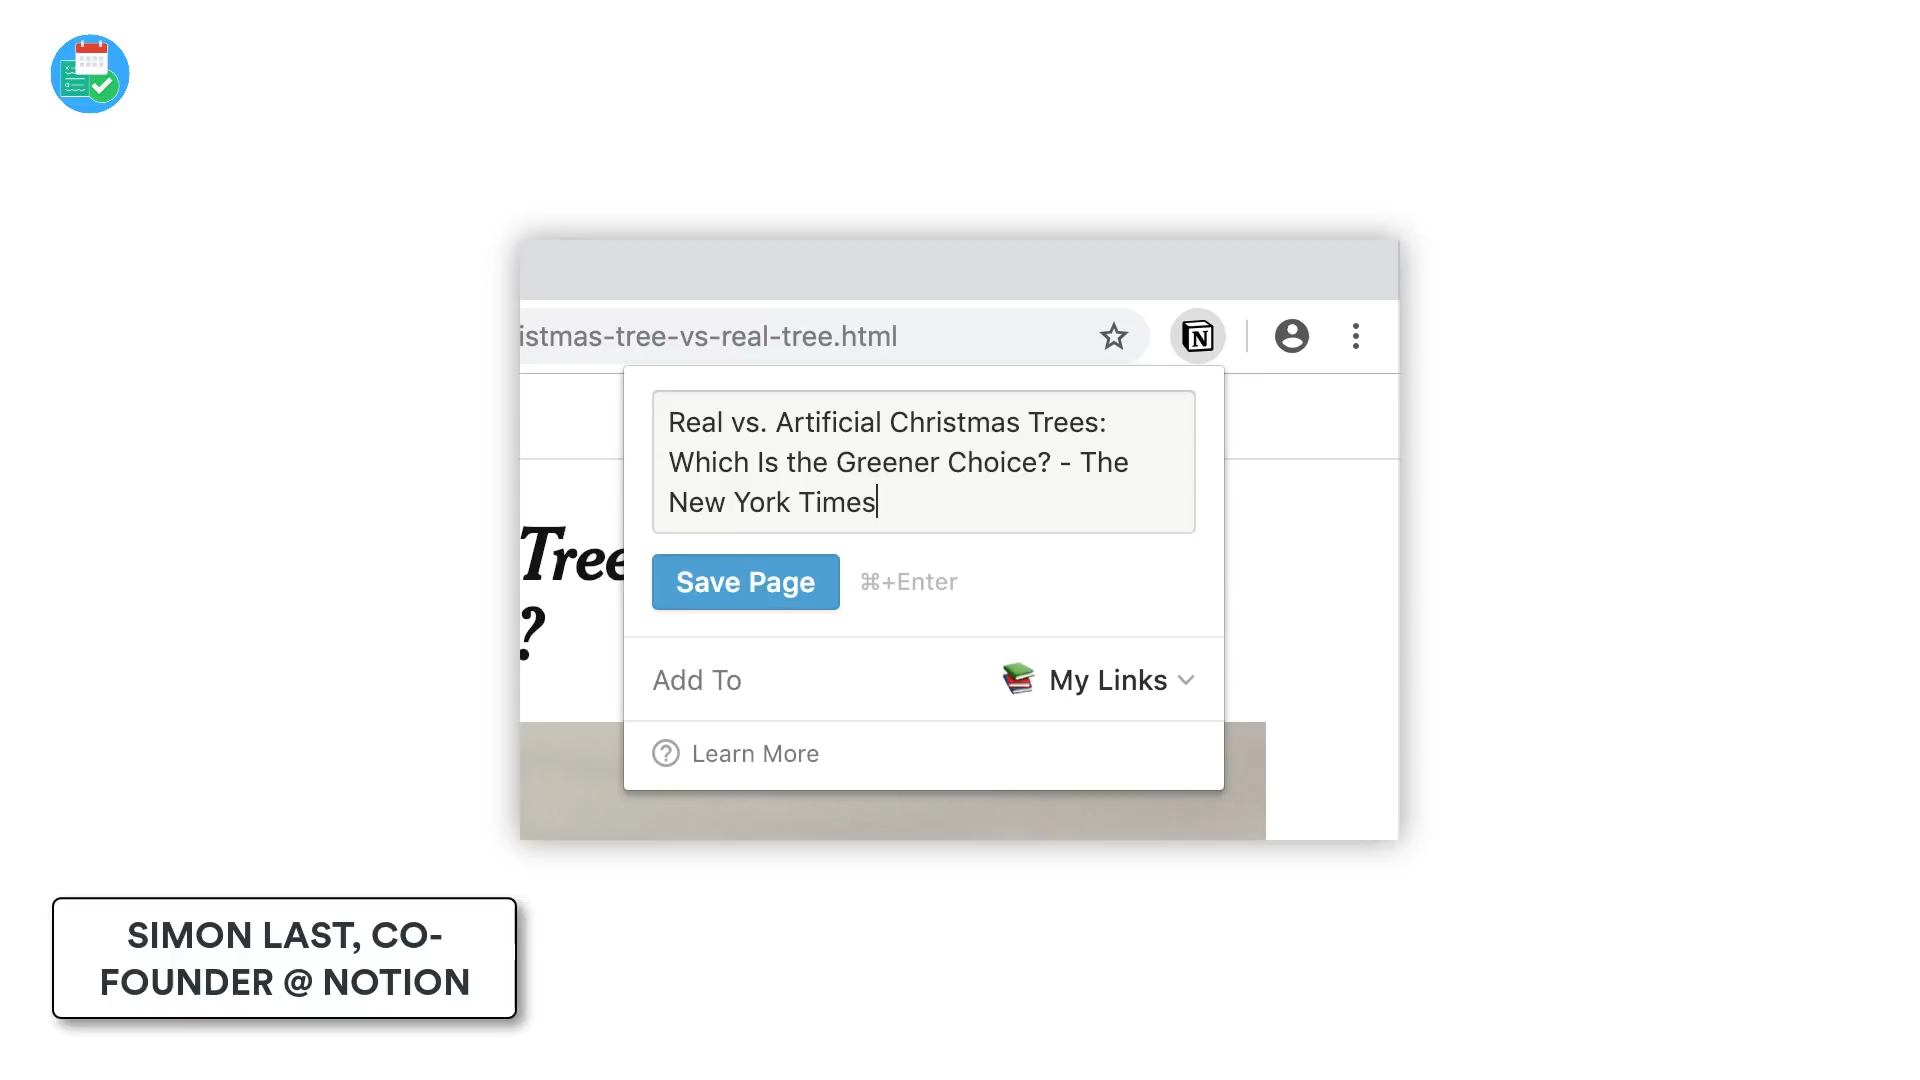 istmas-tree-vs-real-tree.html
N
Real vs. Artificial Christmas Trees:
Which Is the Greener Choice? - The
New York Times
Tree
?
Save Page
⌘+Enter
Add To
My Links
? Learn More
SIMON LAST, CO-
FOUNDER @ NOTION